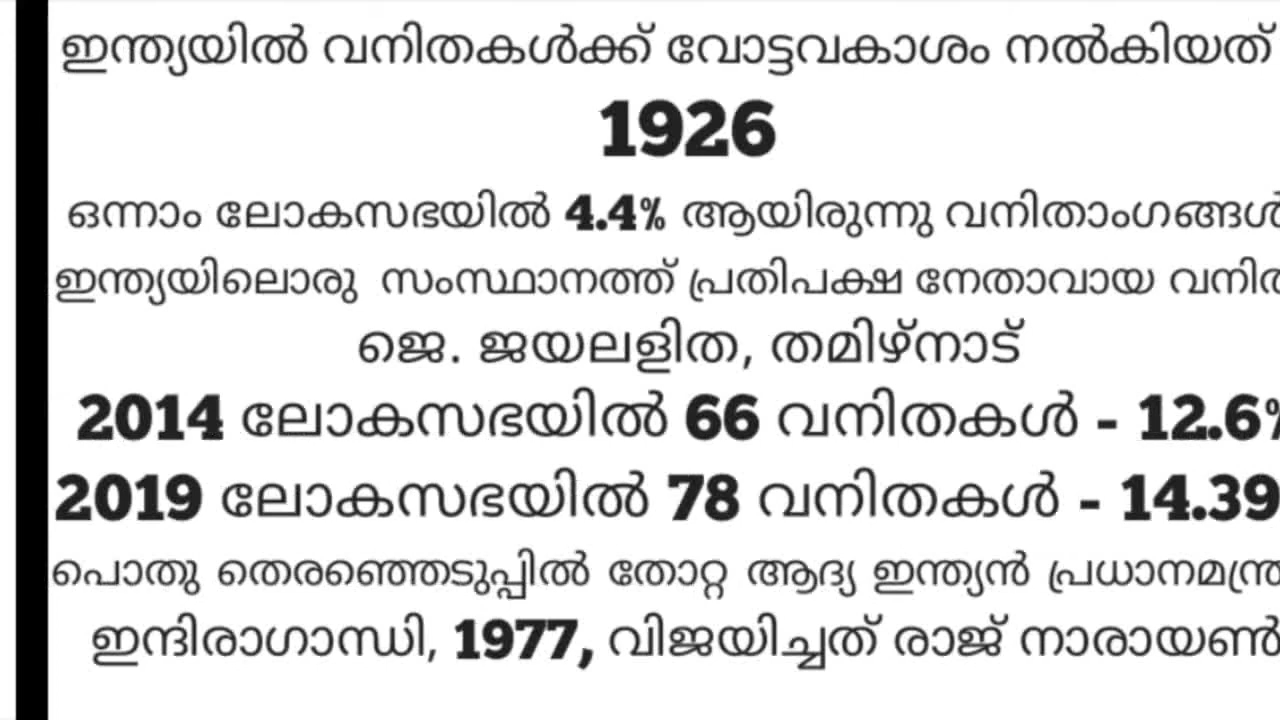 ഇന്ത്യയിൽ വനിതകൾക്ക് വോട്ടവകാശം നൽകിയത്
1926
ഒന്നാം ലോകസഭയിൽ 4.4% ആയിരുന്നു വനിതാംഗങ്ങൾ
ഇന്ത്യയിലൊരു സംസ്ഥാനത്ത് പ്രതിപക്ഷ നേതാവായ
ജെ. ജയലളിത, തമിഴ്നാട്
2014 ലോകസഭയിൽ 66 വനിതകൾ - 12.6%
2019 ലോകസഭയിൽ 78 വനിതകൾ - 14.39
പൊതു തെരഞ്ഞെടുപ്പിൽ തോറ്റ ആദ്യ ഇന്ത്യൻ
ഇന്ദിരാഗാന്ധി, 1977, വിജയിച്ചത് രാജ് നാരായൺ